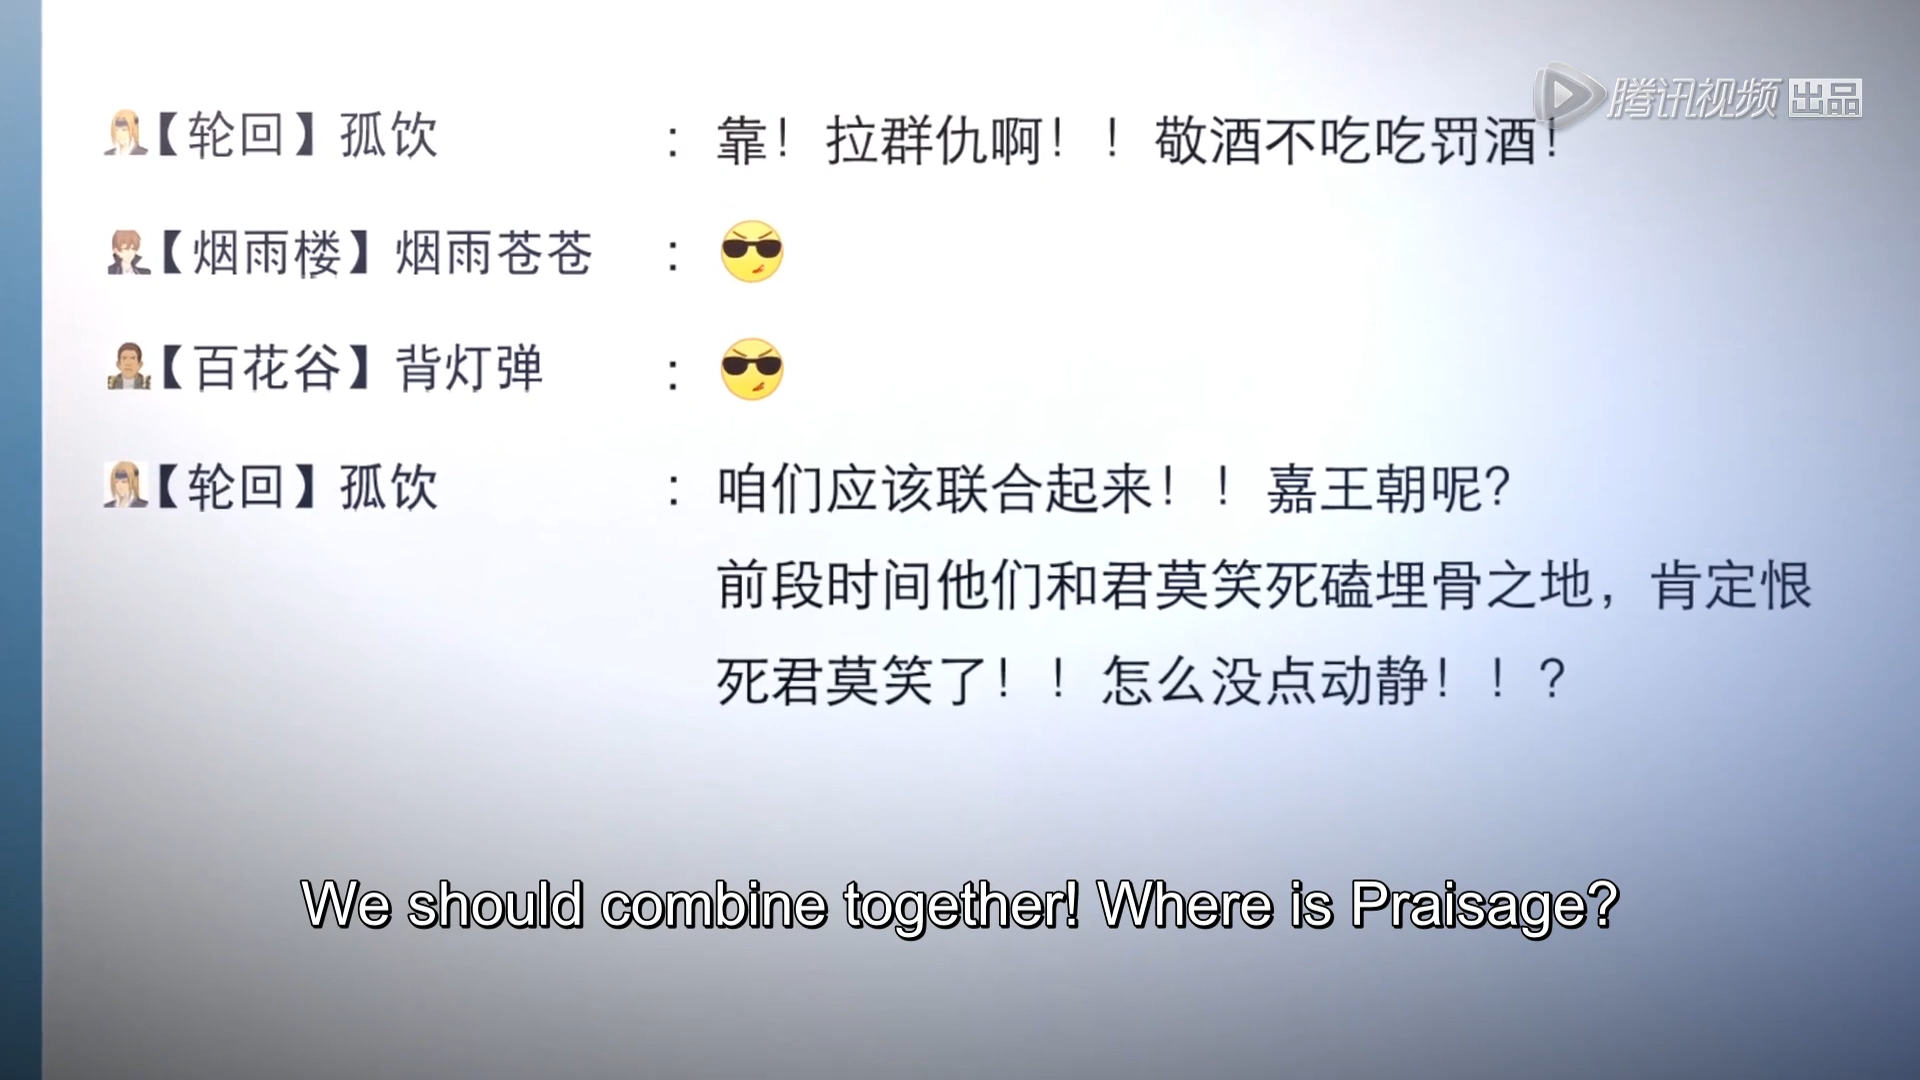 腾讯视频 出品
【轮回】孤饮 : 靠！拉群仇啊！！敬酒不吃吃罚酒！
【烟雨楼】烟雨苍苍 :
【百花谷】背灯弹 :
【轮回】孤饮 : 咱们应该联合起来！！嘉王朝呢？
前段时间他们和君莫笑死磕埋骨之地，肯定恨
死君莫笑了！！怎么没点动静！！？
We should combine together! Where is Praisage?